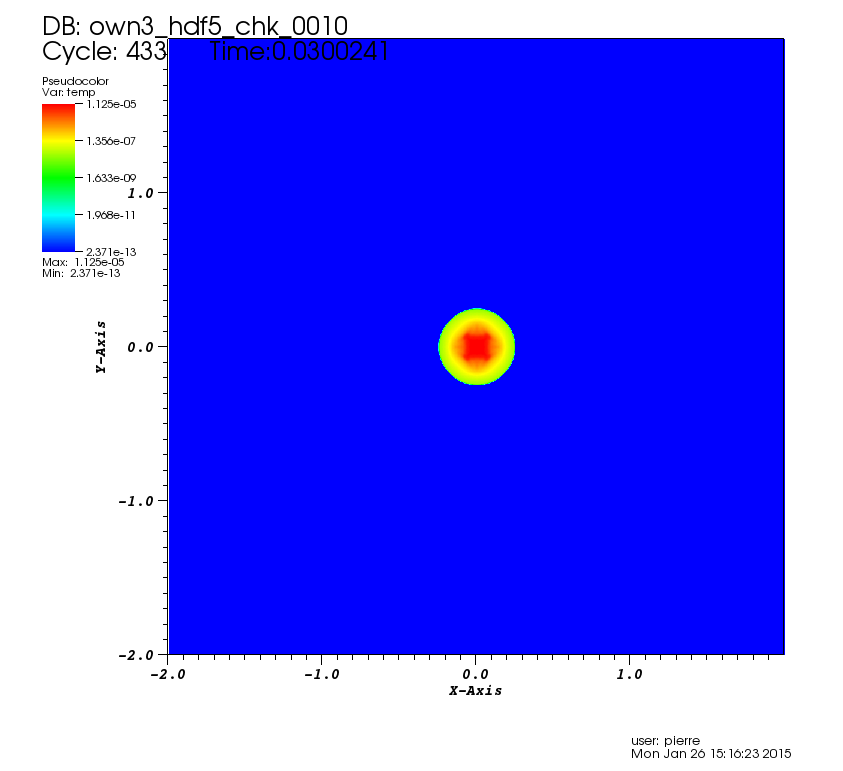 DB: own3_hdf5_chk_0010
Cycle: 433 Time:0.0300241
Pseudocolor
Var: temp
1.125e-05
1.356e-07
1.633e-09
1.968e-11
2.371e-13
Max: 1.125e-05
Min: 2.371e-13
1.0
0.0
-1.0
-2.0
Y-Axis
-2.0 -1.0 0.0 1.0
X-Axis
user: pierre
Mon Jan 26 15:16:23 2015